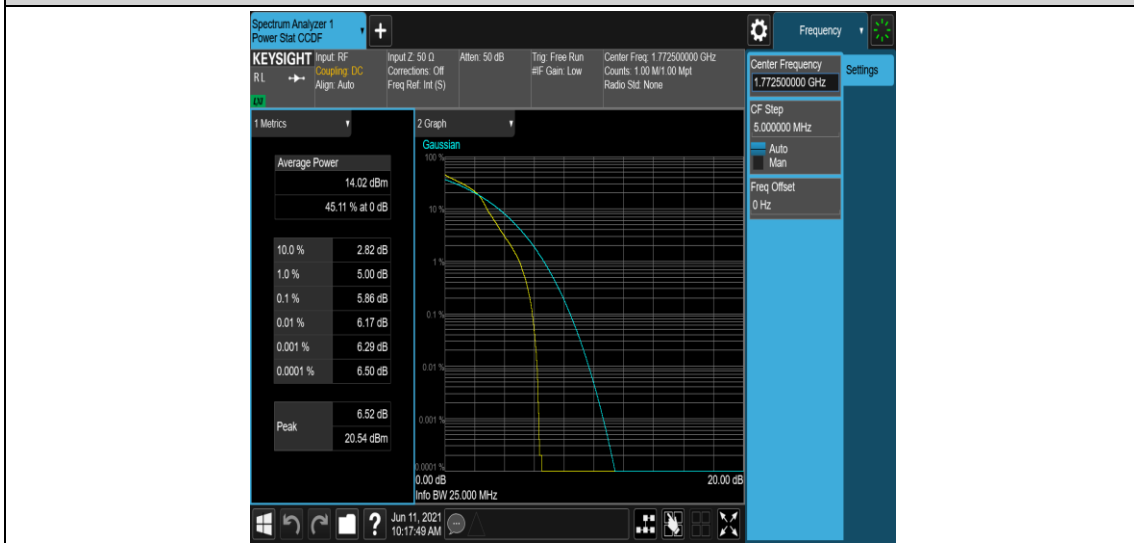 Spectrum Analyzer 1
Power Stat CCDF
+
Frequency
KEYSIGHT
RL
Input: RF
Coupling: DC
Align: Auto
Input Z: 50 Ω
Corrections: Off
Freq Ref: Int (S)
Atten: 50 dB
Trig: Free Run
#IF Gain: Low
Center Freq: 1.772500000 GHz
Counts: 1.00 M/1.00 Mpt
Radio Std: None
Center Frequency
1.772500000 GHz
Settings
CF Step
5.000000 MHz
Auto
Man
Freq Offset
0 Hz
1 Metrics
Average Power
14.02 dBm
45.11 % at 0 dB
10.0 % 2.82 dB
1.0 % 5.00 dB
0.1 % 5.86 dB
0.01 % 6.17 dB
0.001 % 6.29 dB
0.0001 % 6.50 dB
Peak
6.52 dB
20.54 dBm
2 Graph
Gaussian
100 %
10 %
1 %
0.1 %
0.01 %
0.001 %
0.0001 %
0.00 dB 20.00 dB
Info BW 25.000 MHz
?
Jun 11, 2021
10:17:49 AM